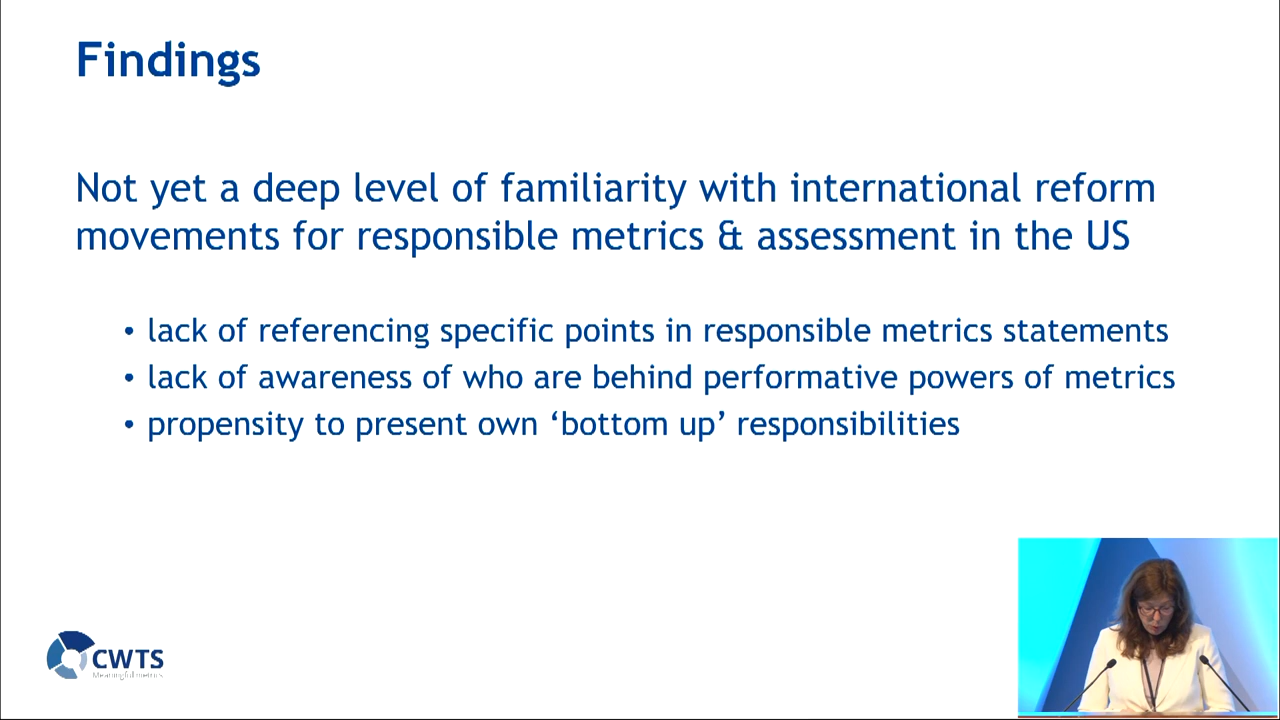 Findings
Not yet a deep level of familiarity with international reform
movements for responsible metrics & assessment in the US
• lack of referencing specific points in responsible metrics statements
• lack of awareness of who are behind performative powers of metrics
• propensity to present own ‘bottom up’ responsibilities
CWTS
Meaningful metrics